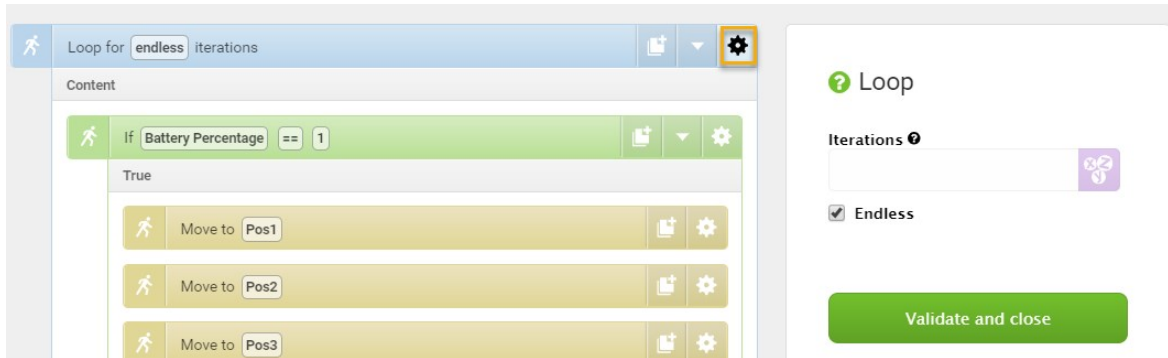 Loop for endless iterations
Content
If Battery Percentage == 1
True
Move to Pos1
Move to Pos2
Move to Pos3
Loop
Iterations
X Z Y
Endless
Validate and close